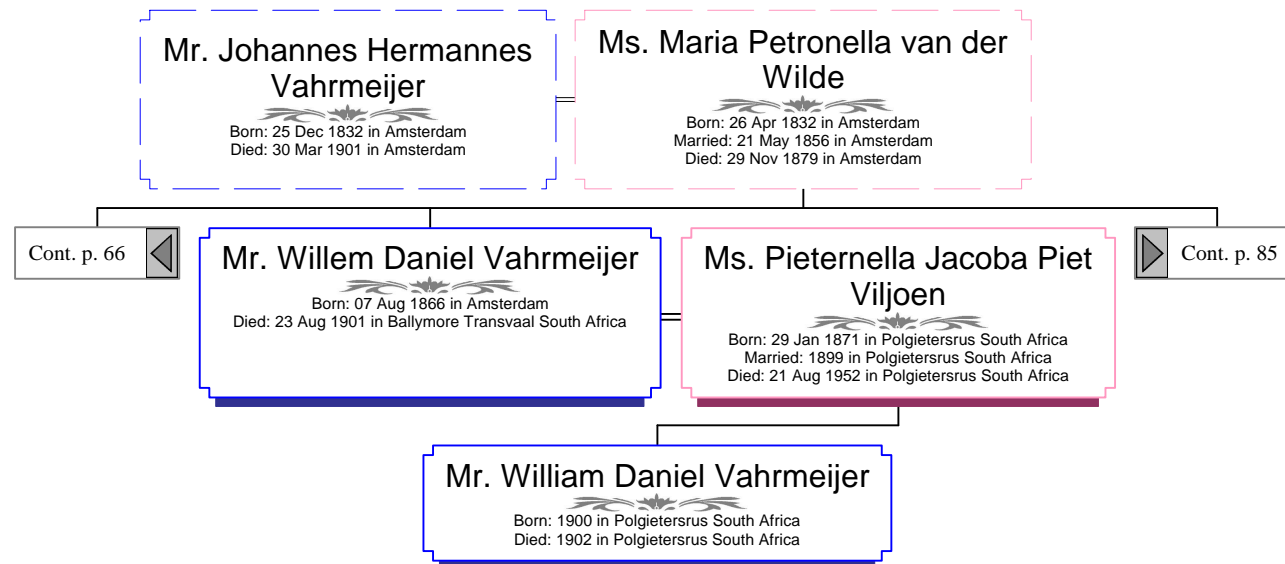 Mr. Johannes Hermannes
Vahrmeijer
Born: 25 Dec 1832 in Amsterdam
Died: 30 Mar 1901 in Amsterdam
Ms. Maria Petronella van der
Wilde
Born: 26 Apr 1832 in Amsterdam
Married: 21 May 1856 in Amsterdam
Died: 29 Nov 1879 in Amsterdam
Cont. p. 66
Mr. Willem Daniel Vahrmeijer
Born: 07 Aug 1866 in Amsterdam
Died: 23 Aug 1901 in Ballymore Transvaal South Africa
Ms. Pieternella Jacoba Piet
Viljoen
Born: 29 Jan 1871 in Polgietersrus South Africa
Married: 1899 in Polgietersrus South Africa
Died: 21 Aug 1952 in Polgietersrus South Africa
Cont. p. 85
Mr. William Daniel Vahrmeijer
Born: 1900 in Polgietersrus South Africa
Died: 1902 in Polgietersrus South Africa